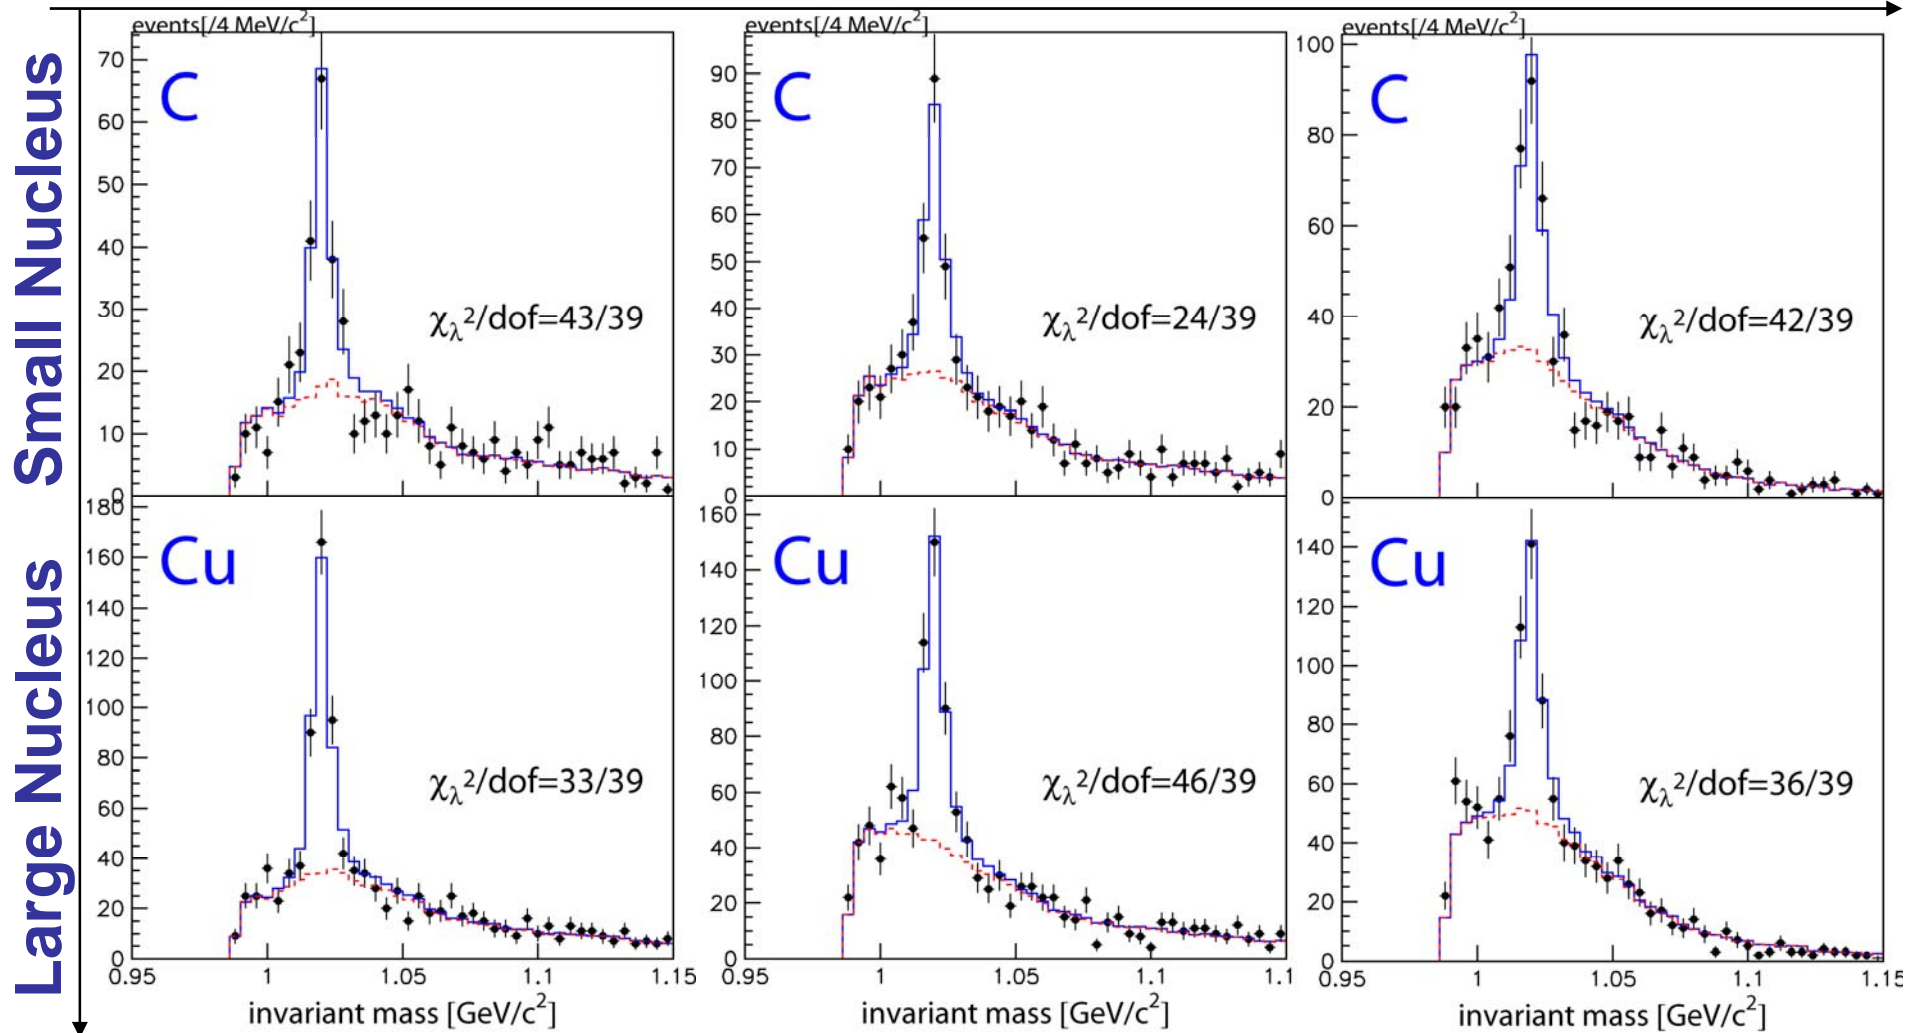 events[/4 MeV/c²] events[/4 MeV/c²] events[/4 MeV/c²]
Small Nucleus
Large Nucleus
C
70
60
50
40
30
20
10
0
χλ²/dof=43/39
C
90
80
70
60
50
40
30
20
10
0
χλ²/dof=24/39
C
100
80
60
40
20
0
χλ²/dof=42/39
Cu
180
160
140
120
100
80
60
40
20
0
χλ²/dof=33/39
0.95 1 1.05 1.1 1.15
invariant mass [GeV/c²]
Cu
160
140
120
100
80
60
40
20
0
χλ²/dof=46/39
0.95 1 1.05 1.1 1.1
invariant mass [GeV/c²]
Cu
140
120
100
80
60
40
20
0
χλ²/dof=36/39
0.95 1 1.05 1.1 1.15
invariant mass [GeV/c²]